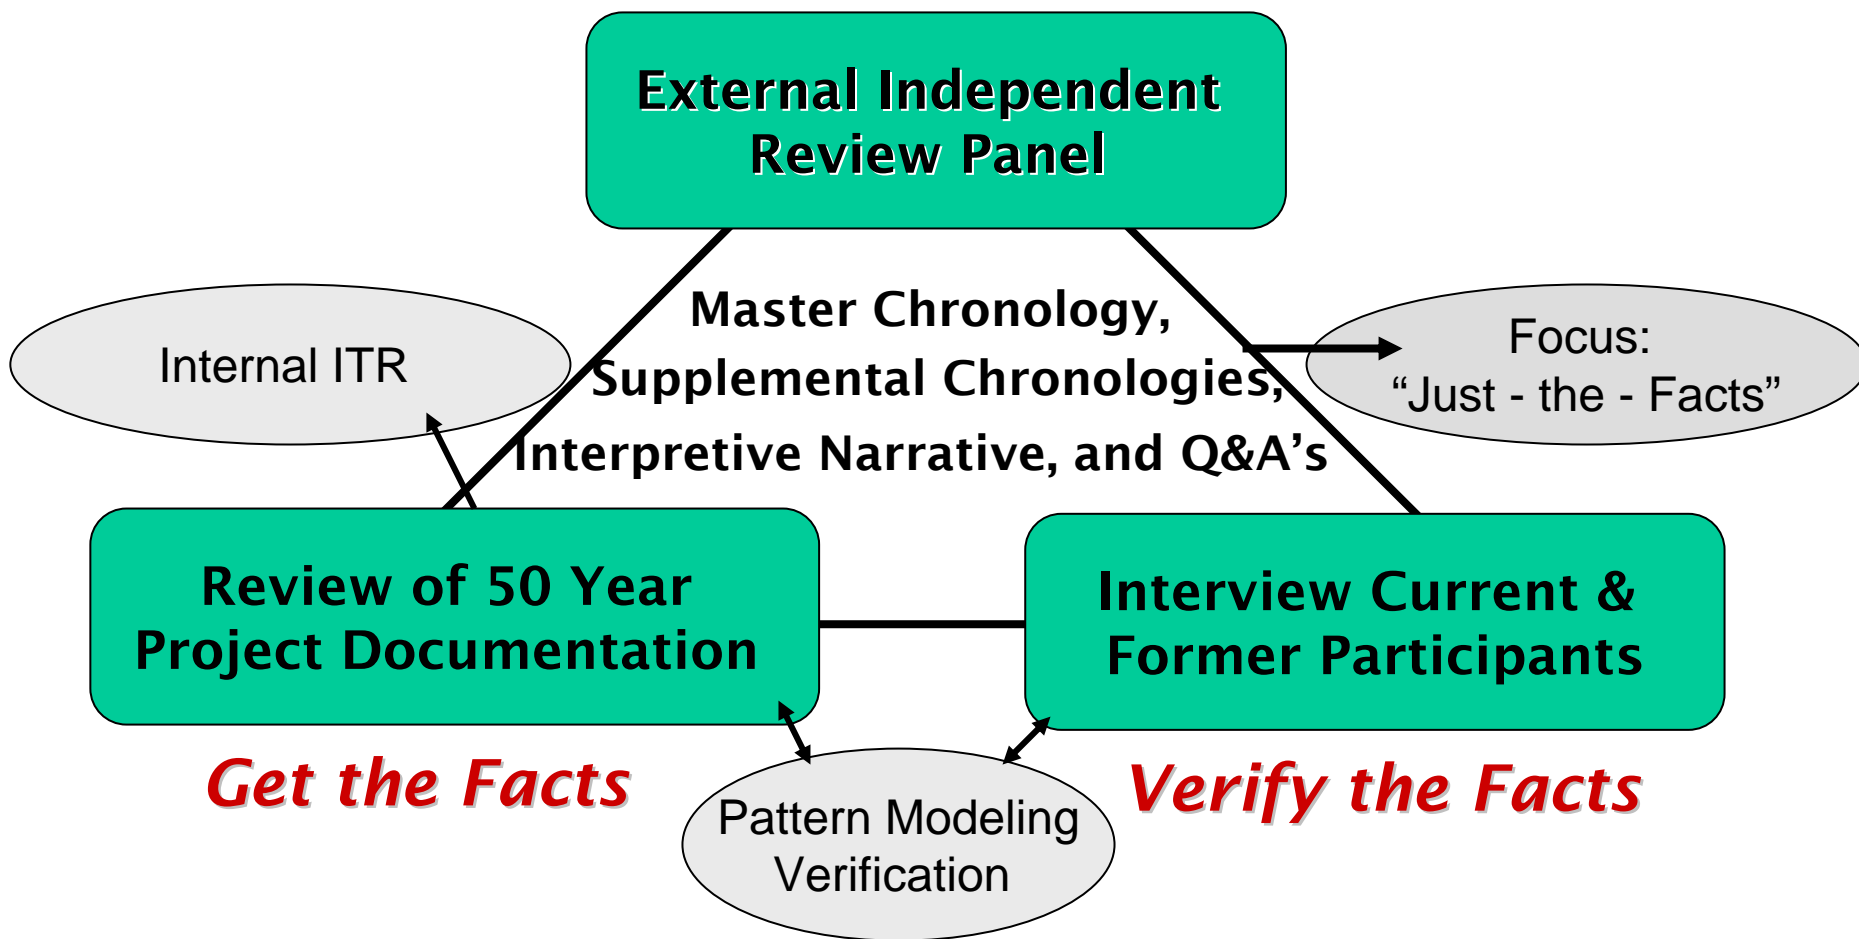 External Independent
Review Panel
Master Chronology,
Supplemental Chronologies,
Interpretive Narrative, and Q&A’s
Internal ITR
Focus:
“Just - the - Facts”
Review of 50 Year
Project Documentation
Interview Current &
Former Participants
Get the Facts
Verify the Facts
Pattern Modeling
Verification